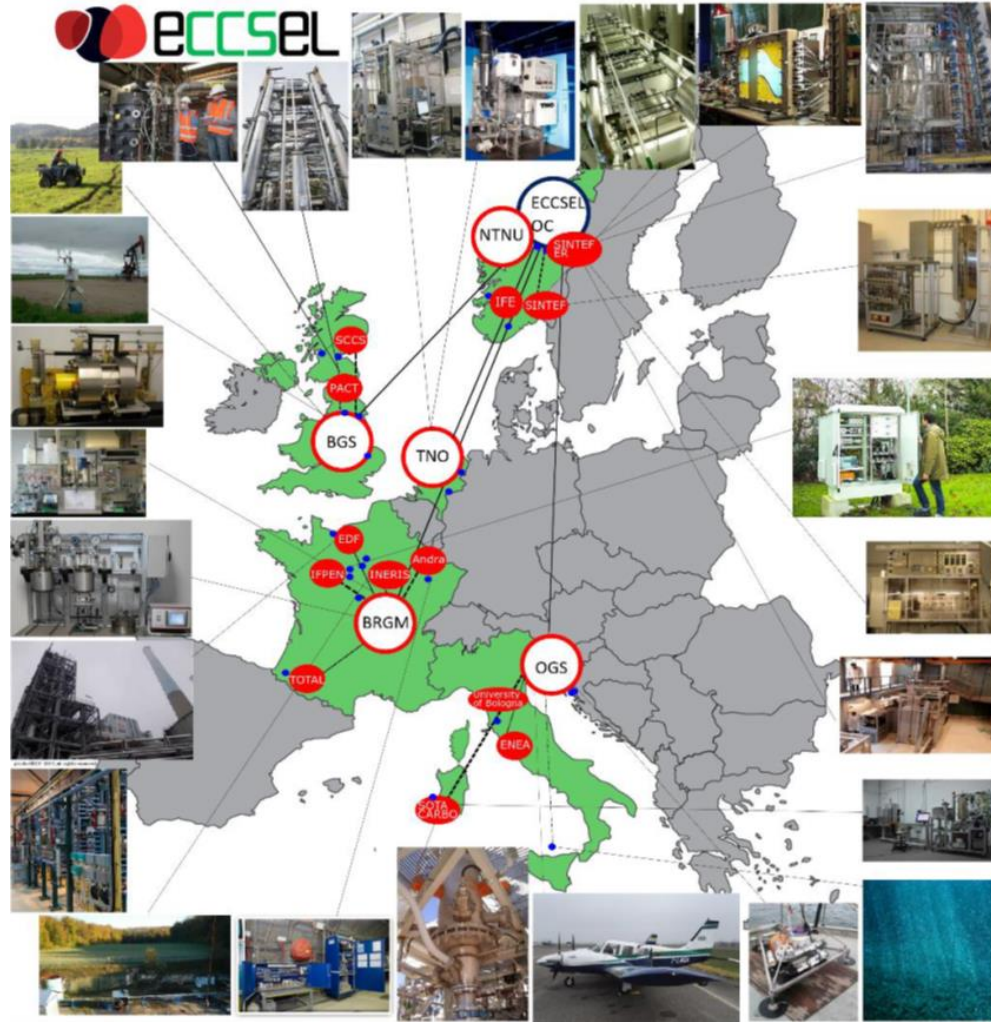 eCCSEL
ECCSEL
OC
NTNU
SINTEF
ER
IFE
SINTEF
SCCS
PACT
BGS
TNO
EDF
Andra
IFPEN
INERIS
BRGM
TOTAL
OGS
University
of Bologna
ENEA
SOTA
CARBO